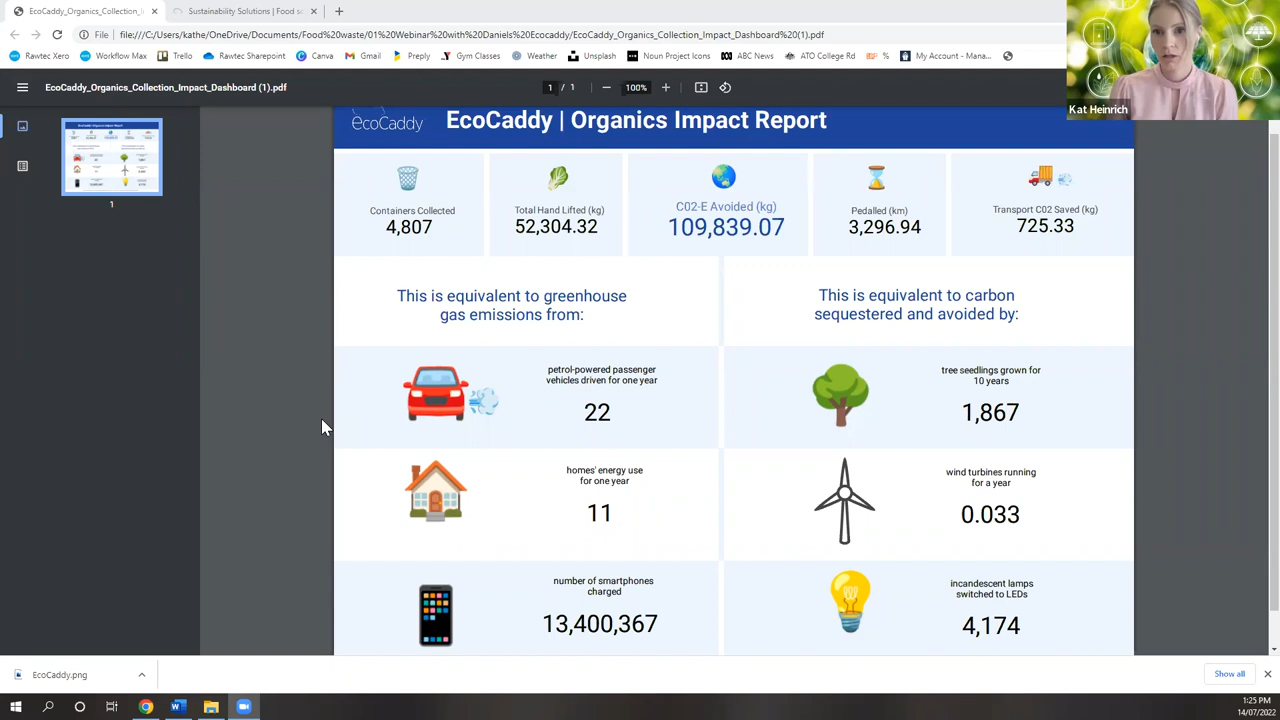 EcoCaddy_Organics_Collection_I
Sustainability Solutions | Food s
File
file:///C:/Users/kathe/OneDrive/Documents/Food%20waste/01%20Webinar%20with%20Daniels%20Ecocaddy/EcoCaddy_Organics_Collection_Impact_Dashboard%20(1).pdf
Rawtec Xero
Workflow Max
Trello
Rawtec Sharepoint
Canva
Gmail
Preply
Gym Classes
Weather
Unsplash
Noun Project Icons
ABC News
ATO College Rd
%
My Account - Mana...
EcoCaddy_Organics_Collection_Impact_Dashboard (1).pdf
1 / 1
100%
Kat Heinrich
1
ecoCaddy
EcoCaddy | Organics Impact Report
Containers Collected
4,807
Total Hand Lifted (kg)
52,304.32
C02-E Avoided (kg)
109,839.07
Pedalled (km)
3,296.94
Transport C02 Saved (kg)
725.33
This is equivalent to greenhouse
gas emissions from:
This is equivalent to carbon
sequestered and avoided by:
petrol-powered passenger
vehicles driven for one year
22
tree seedlings grown for
10 years
1,867
homes' energy use
for one year
11
wind turbines running
for a year
0.033
number of smartphones
charged
13,400,367
incandescent lamps
switched to LEDs
4,174
EcoCaddy.png
Show all
1:25 PM
14/07/2022